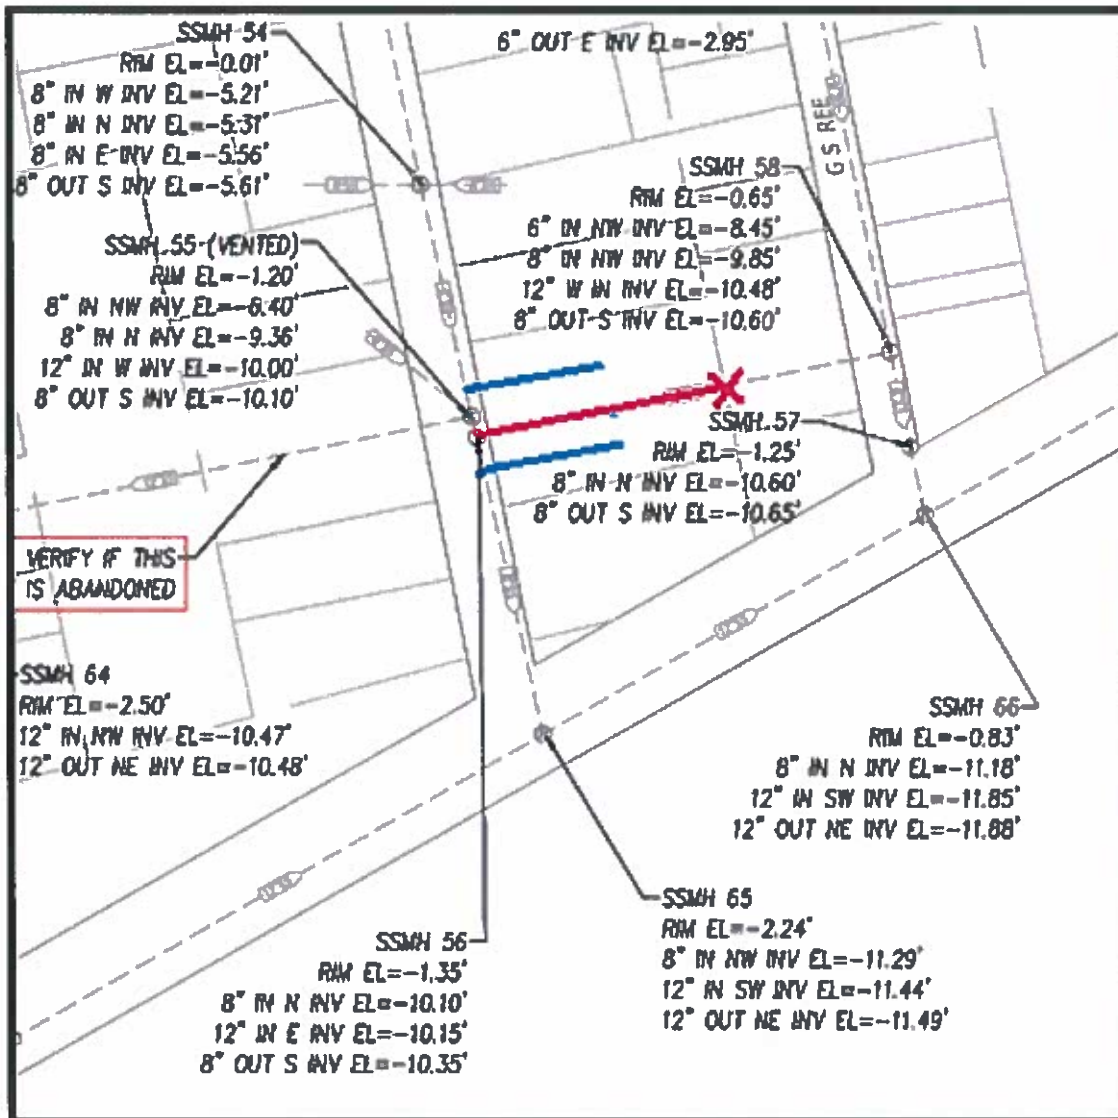 SSMH 54
RIM EL=-0.01'
8" IN W INV EL=-5.21'
8" IN N INV EL=-5.31'
8" IN E INV EL=-5.56'
8" OUT S INV EL=-5.61'
6" OUT E INV EL=-2.95'
SSMH 58
RIM EL=-0.65'
6" IN NW INV EL=-8.45'
8" IN NW INV EL=-9.85'
12" W IN INV EL=-10.48'
8" OUT S INV EL=-10.60'
SSMH 55 (VENTED)
RIM EL=-1.20'
8" IN NW INV EL=-6.40'
8" IN N INV EL=-9.36'
12" IN W INV EL=-10.00'
8" OUT S INV EL=-10.10'
SSMH 57
RIM EL=-1.25'
8" IN N INV EL=-10.60'
8" OUT S INV EL=-10.65'
VERIFY IF THIS
IS ABANDONED
SSMH 64
RIM EL=-2.50'
12" IN NW INV EL=-10.47'
12" OUT NE INV EL=-10.48'
SSMH 66
RIM EL=-0.83'
8" IN N INV EL=-11.18'
12" IN SW INV EL=-11.85'
12" OUT NE INV EL=-11.88'
SSMH 65
RIM EL=-2.24'
8" IN NW INV EL=-11.29'
12" IN SW INV EL=-11.44'
12" OUT NE INV EL=-11.49'
SSMH 56
RIM EL=-1.35'
8" IN N INV EL=-10.10'
12" IN E INV EL=-10.15'
8" OUT S INV EL=-10.35'